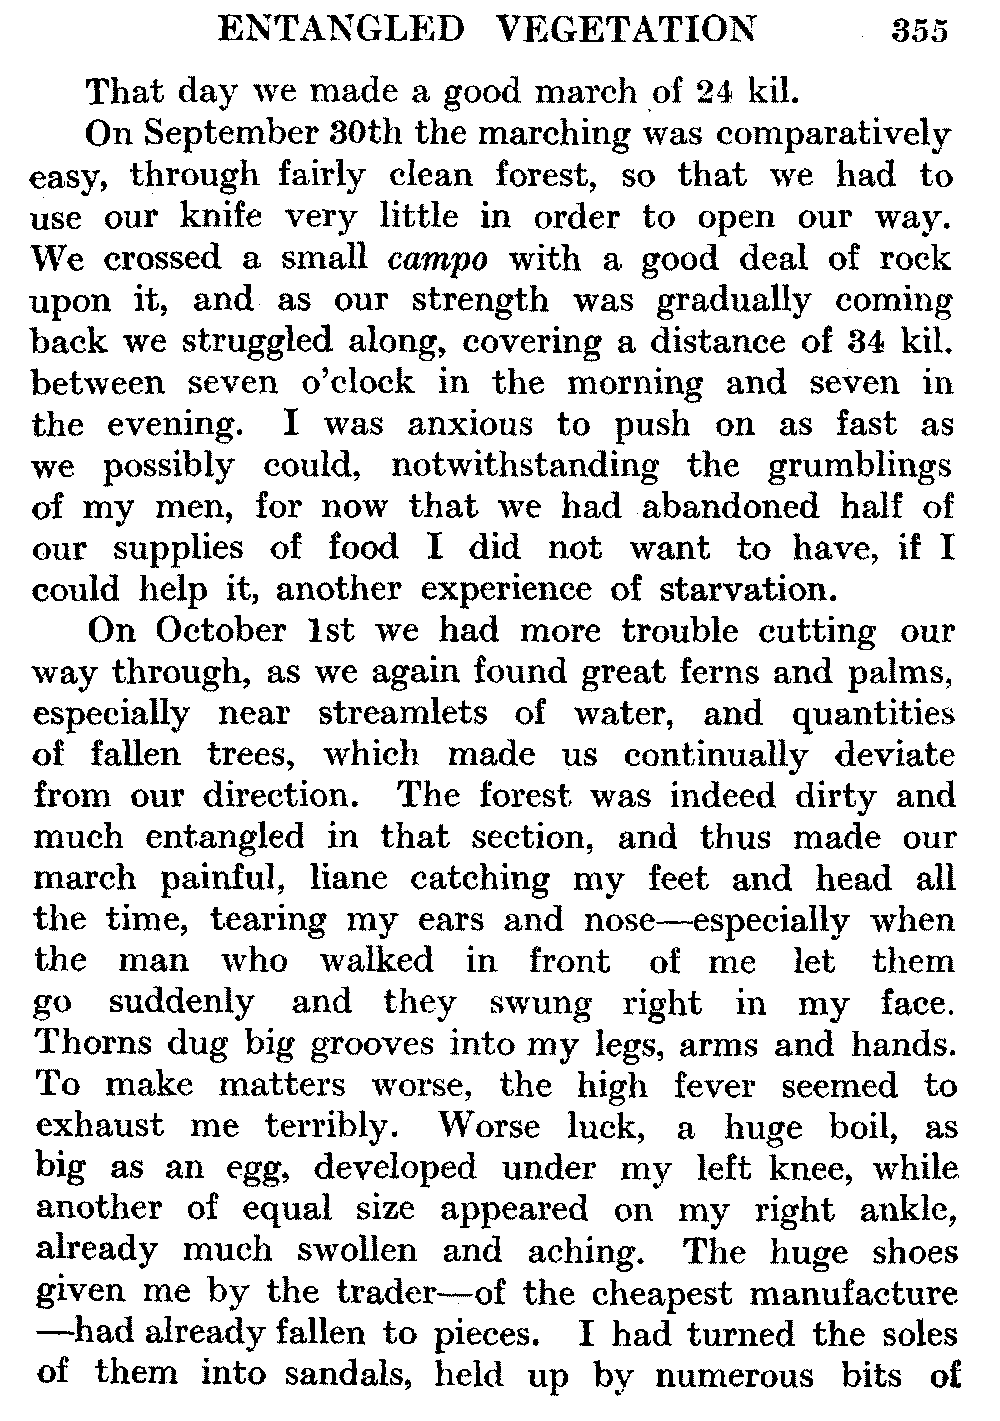 ENTANGLED VEGETATION 355
That day we made a good march of 24 kil.
On September 30th the marching was comparatively
easy, through fairly clean forest, so that we had to
use our knife very little in order to open our way.
We crossed a small campo with a good deal of rock
upon it, and as our strength was gradually coming
back we struggled along, covering a distance of 34 kil.
between seven o'clock in the morning and seven in
the evening. I was anxious to push on as fast as
we possibly could, notwithstanding the grumblings
of my men, for now that we had abandoned half of
our supplies of food I did not want to have, if I
could help it, another experience of starvation.
On October 1st we had more trouble cutting our
way through, as we again found great ferns and palms,
especially near streamlets of water, and quantities
of fallen trees, which made us continually deviate
from our direction. The forest was indeed dirty and
much entangled in that section, and thus made our
march painful, liane catching my feet and head all
the time, tearing my ears and nose—especially when
the man who walked in front of me let them
go suddenly and they swung right in my face.
Thorns dug big grooves into my legs, arms and hands.
To make matters worse, the high fever seemed to
exhaust me terribly. Worse luck, a huge boil, as
big as an egg, developed under my left knee, while
another of equal size appeared on my right ankle,
already much swollen and aching. The huge shoes
given me by the trader—of the cheapest manufacture
—had already fallen to pieces. I had turned the soles
of them into sandals, held up by numerous bits of